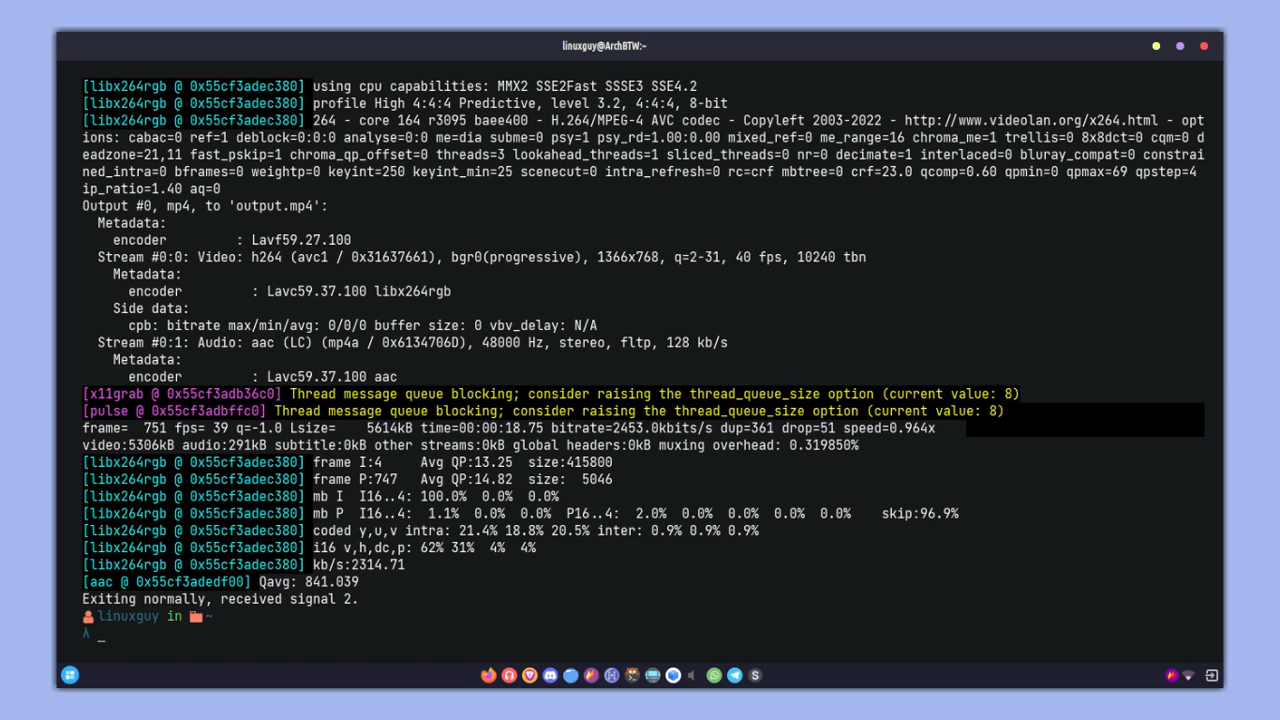 linuxguy@ArchBTW:~
[libx264rgb @ 0x55cf3adec380] using cpu capabilities: MMX2 SSE2Fast SSSE3 SSE4.2
[libx264rgb @ 0x55cf3adec380] profile High 4:4:4 Predictive, level 3.2, 4:4:4, 8-bit
[libx264rgb @ 0x55cf3adec380] 264 - core 164 r3095 baee400 - H.264/MPEG-4 AVC codec - Copyleft 2003-2022 - http://www.videolan.org/x264.html - opt
ions: cabac=0 ref=1 deblock=0:0:0 analyse=0:0 me=dia subme=0 psy=1 psy_rd=1.00:0.00 mixed_ref=0 me_range=16 chroma_me=1 trellis=0 8x8dct=0 cqm=0 d
eadzone=21,11 fast_pskip=1 chroma_qp_offset=0 threads=3 lookahead_threads=1 sliced_threads=0 nr=0 decimate=1 interlaced=0 bluray_compat=0 constrai
ned_intra=0 bframes=0 weightp=0 keyint=250 keyint_min=25 scenecut=0 intra_refresh=0 rc=crf mbtree=0 crf=23.0 qcomp=0.60 qpmin=0 qpmax=69 qpstep=4
ip_ratio=1.40 aq=0
Output #0, mp4, to 'output.mp4':
Metadata:
encoder : Lavf59.27.100
Stream #0:0: Video: h264 (avc1 / 0x31637661), bgr0(progressive), 1366x768, q=2-31, 40 fps, 10240 tbn
Metadata:
encoder : Lavc59.37.100 libx264rgb
Side data:
cpb: bitrate max/min/avg: 0/0/0 buffer size: 0 vbv_delay: N/A
Stream #0:1: Audio: aac (LC) (mp4a / 0x6134706D), 48000 Hz, stereo, fltp, 128 kb/s
Metadata:
encoder : Lavc59.37.100 aac
[x11grab @ 0x55cf3adb36c0] Thread message queue blocking; consider raising the thread_queue_size option (current value: 8)
[pulse @ 0x55cf3adbffc0] Thread message queue blocking; consider raising the thread_queue_size option (current value: 8)
frame= 751 fps= 39 q=-1.0 Lsize= 5614kB time=00:00:18.75 bitrate=2453.0kbits/s dup=361 drop=51 speed=0.964x
video:5306kB audio:291kB subtitle:0kB other streams:0kB global headers:0kB muxing overhead: 0.319850%
[libx264rgb @ 0x55cf3adec380] frame I:4 Avg QP:13.25 size:415800
[libx264rgb @ 0x55cf3adec380] frame P:747 Avg QP:14.82 size: 5046
[libx264rgb @ 0x55cf3adec380] mb I I16..4: 100.0% 0.0% 0.0%
[libx264rgb @ 0x55cf3adec380] mb P I16..4: 1.1% 0.0% 0.0% P16..4: 2.0% 0.0% 0.0% 0.0% 0.0% skip:96.9%
[libx264rgb @ 0x55cf3adec380] coded y,u,v intra: 21.4% 18.8% 20.5% inter: 0.9% 0.9% 0.9%
[libx264rgb @ 0x55cf3adec380] i16 v,h,dc,p: 62% 31% 4% 4%
[libx264rgb @ 0x55cf3adec380] kb/s:2314.71
[aac @ 0x55cf3adedf00] Qavg: 841.039
Exiting normally, received signal 2.
linuxguy in ~
λ _